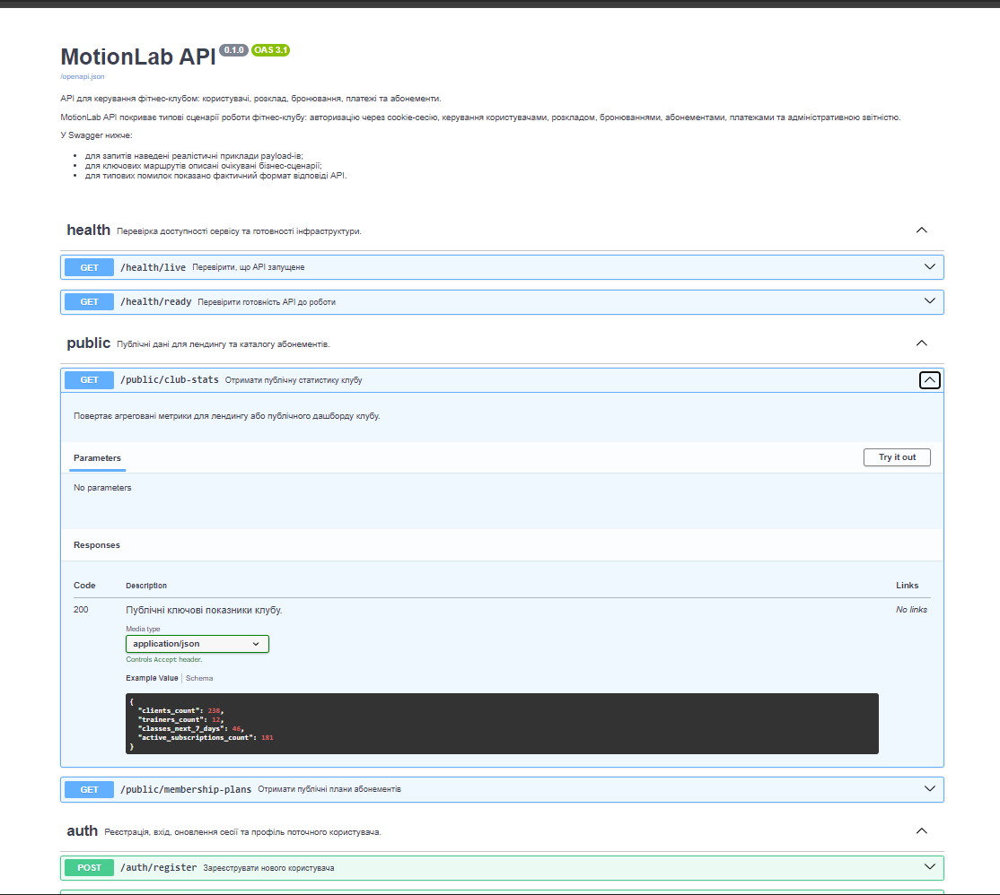 MotionLab API 0.1.0 OAS 3.1
/openapi.json
API для керування фітнес-клубом: користувачі, розклад, бронювання, платежі та абонементи.
MotionLab API покриває типові сценарії роботи фітнес-клубу: авторизацію через cookie-сесію, керування користувачами, розкладом, бронюваннями, абонементами, платежами та адміністративною звітністю.
У Swagger нижче:
для запитів наведені реалістичні приклади payload-ів;
для ключових маршрутів описані очікувані бізнес-сценарії;
для типових помилок показано фактичний формат відповіді API.
health Перевірка доступності сервісу та готовності інфраструктури.
GET /health/live Перевірити, що API запущене
GET /health/ready Перевірити готовність API до роботи
public Публічні дані для лендингу та каталогу абонементів.
GET /public/club-stats Отримати публічну статистику клубу
Повертає агреговані метрики для лендингу або публічного дашборду клубу.
Parameters Try it out
No parameters
Responses
Code Description Links
200 Публічні ключові показники клубу. No links
Media type
application/json
Controls Accept header.
Example Value Schema
{
"clients_count": 238,
"trainers_count": 12,
"classes_next_7_days": 46,
"active_subscriptions_count": 181
}
GET /public/membership-plans Отримати публічні плани абонементів
auth Реєстрація, вхід, оновлення сесії та профіль поточного користувача.
POST /auth/register Зареєструвати нового користувача